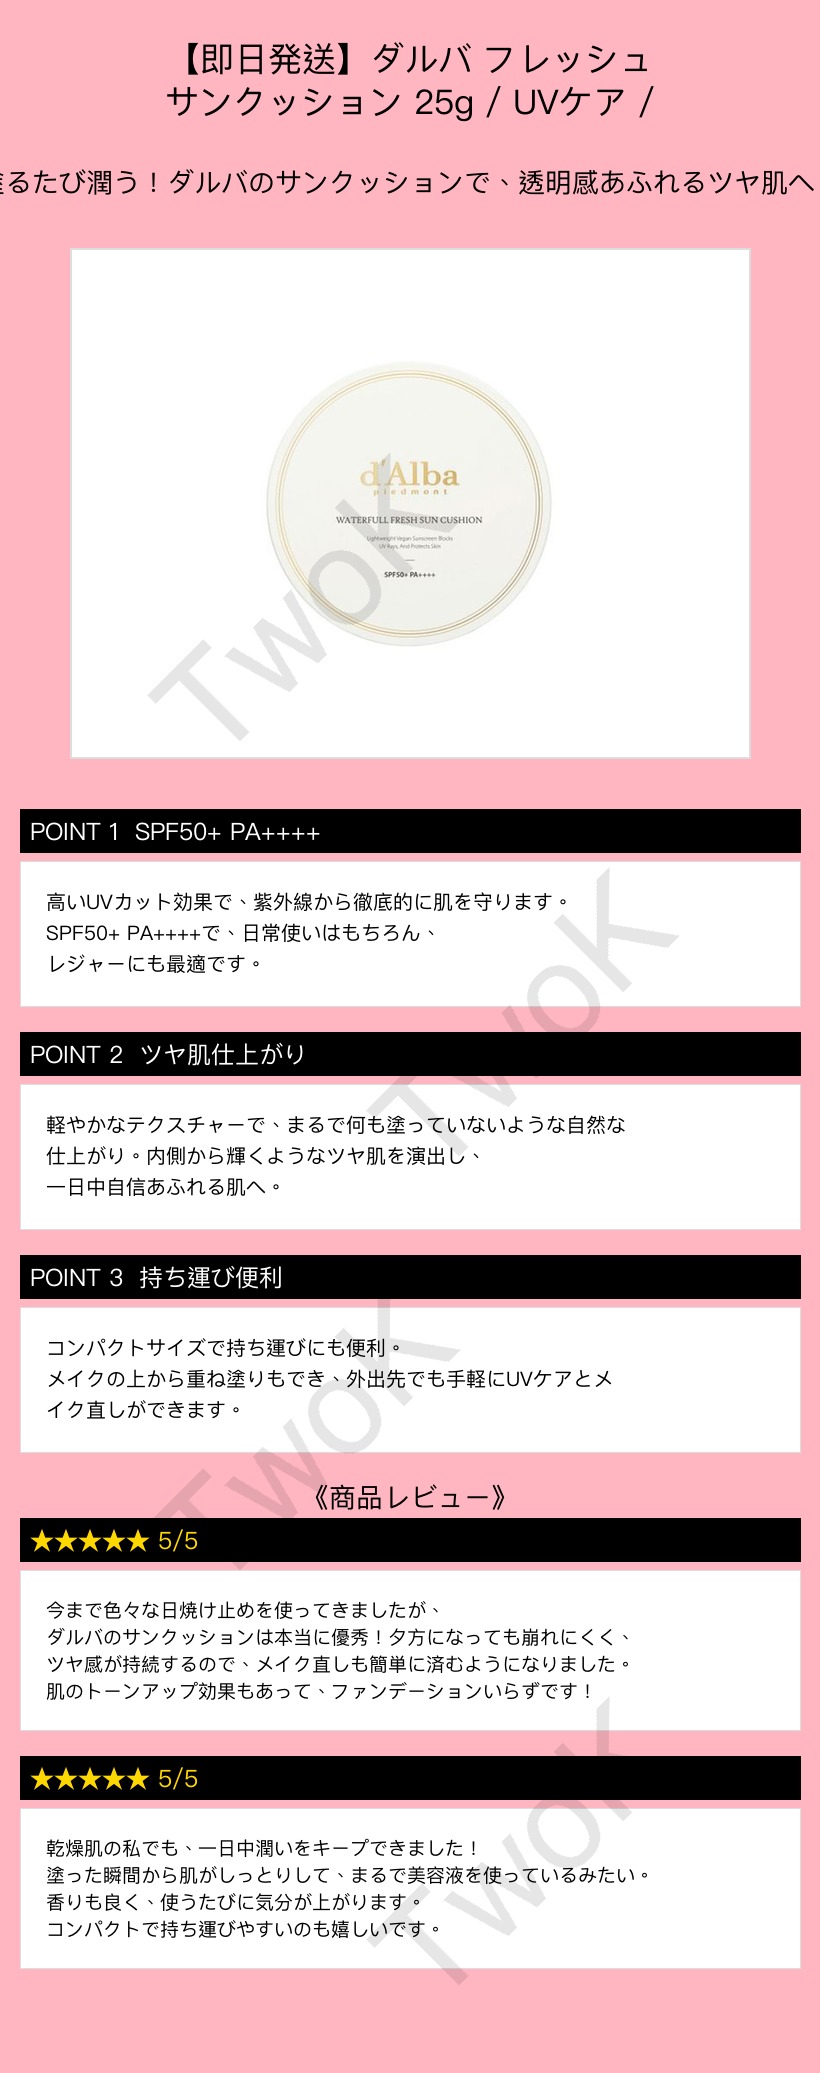 【即日発送】ダルバ フレッシュ
サンクッション 25g / UVケア /
るたび潤う！ダルバのサンクッションで、透明感あふれるツヤ肌へ
d'Alba
piedmont
WATERFULL FRESH SUN CUSHION
Lightweight Vegan Sunscreen Blocks
UV Rays, And Protects Skin
SPF50+ PA++++
TwoK
POINT 1 SPF50+ PA++++
高いUVカット効果で、紫外線から徹底的に肌を守ります。
SPF50+ PA++++で、日常使いはもちろん、
レジャーにも最適です。
TwoK
POINT 2 ツヤ肌仕上がり
軽やかなテクスチャーで、まるで何も塗っていないような自然な
仕上がり。内側から輝くようなツヤ肌を演出し、
一日中自信あふれる肌へ。
POINT 3 持ち運び便利
コンパクトサイズで持ち運びにも便利。
メイクの上から重ね塗りもでき、外出先でも手軽にUVケアとメ
イク直しができます。
TwoK
《商品レビュー》
★★★★★ 5/5
今まで色々な日焼け止めを使ってきましたが、
ダルバのサンクッションは本当に優秀！夕方になっても崩れにくく、
ツヤ感が持続するので、メイク直しも簡単に済むようになりました。
肌のトーンアップ効果もあって、ファンデーションいらずです！
★★★★★ 5/5
乾燥肌の私でも、一日中潤いをキープできました！
塗った瞬間から肌がしっとりして、まるで美容液を使っているみたい。
香りも良く、使うたびに気分が上がります。
コンパクトで持ち運びやすいのも嬉しいです。
TwoK